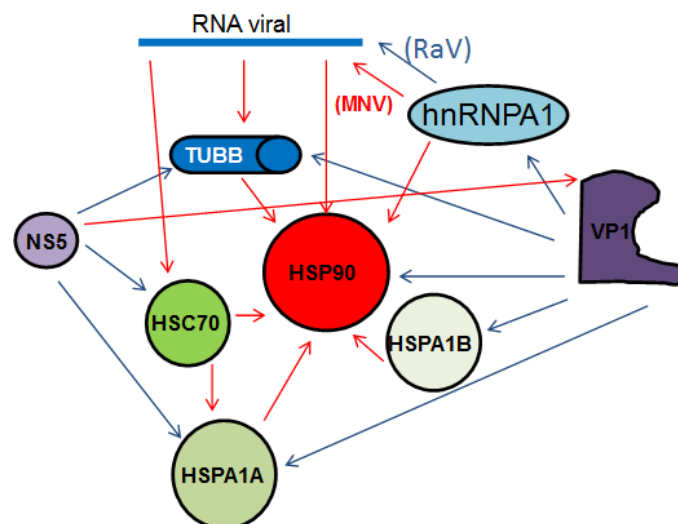 RNA viral
(RaV)
(MNV)
hnRNPA1
TUBB
NS5
VP1
HSP90
HSC70
HSPA1B
HSPA1A